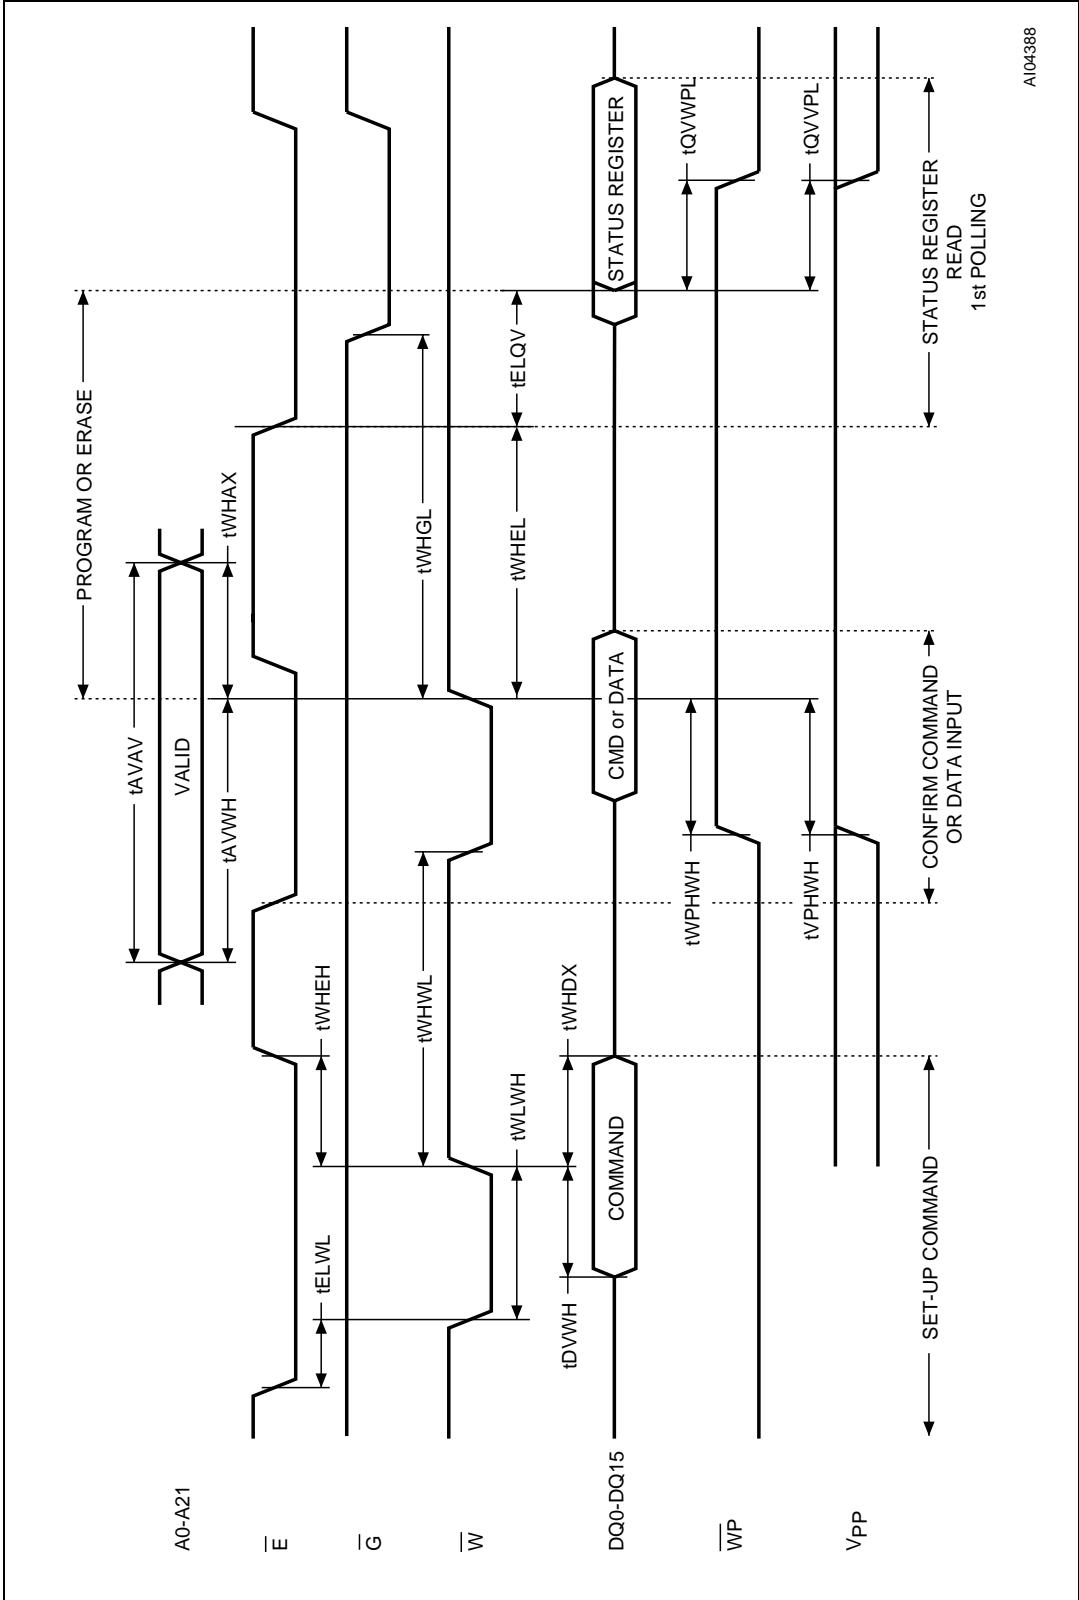 PROGRAM OR ERASE
tAVAV
A0-A21
VALID
tAVWH
tWHAX
E
tELWL
tWHEH
G
tWHWL
tWHGL
W
tWLWH
tWHEL
tELQV
tDVWH
tWHDX
DQ0-DQ15
COMMAND
CMD or DATA
STATUS REGISTER
tWPHWH
tQVWPL
WP
tVPHWH
tQVVPL
VPP
SET-UP COMMAND
CONFIRM COMMAND
OR DATA INPUT
STATUS REGISTER
READ
1st POLLING
AI04388